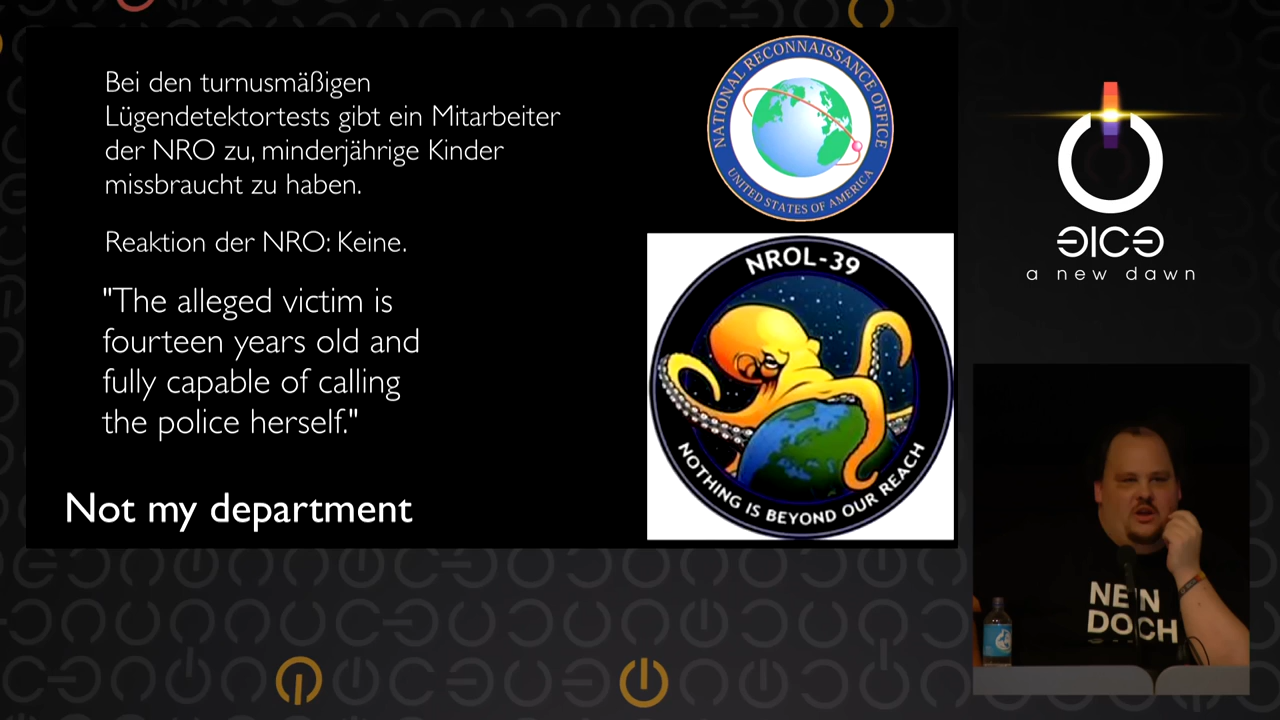 Bei den turnusmäßigen
Lügendetektortests gibt ein Mitarbeiter
der NRO zu, minderjährige Kinder
missbraucht zu haben.
Reaktion der NRO: Keine.
"The alleged victim is
fourteen years old and
fully capable of calling
the police herself."
Not my department
NATIONAL RECONNAISSANCE OFFICE
UNITED STATES OF AMERICA
NROL-39
NOTHING IS BEYOND OUR REACH
a new dawn
NEIN
DOCH